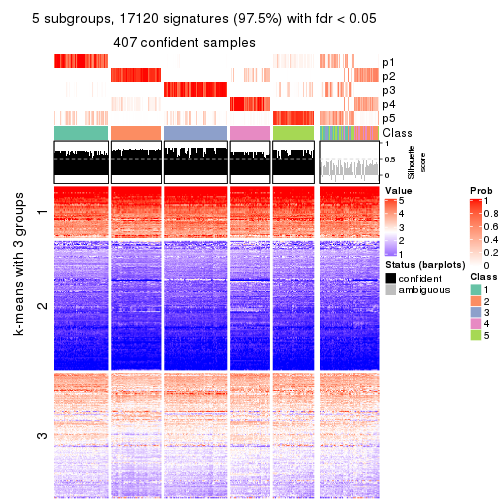 5 subgroups, 17120 signatures (97.5%) with fdr < 0.05
407 confident samples
p1
p2
p3
p4
p5
Class
1
0.5
0
Silhouette
score
k-means with 3 groups
1
2
3
Value
5
4
3
2
1
Status (barplots)
confident
ambiguous
Prob
1
0.8
0.6
0.4
0.2
0
Class
1
2
3
4
5